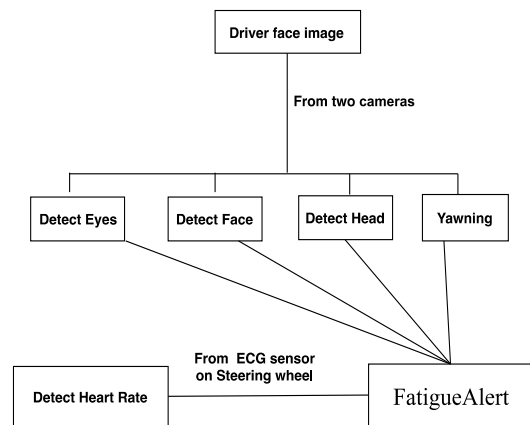 Driver face image
From two cameras
Detect Eyes
Detect Face
Detect Head
Yawning
From ECG sensor
on Steering wheel
Detect Heart Rate
FatigueAlert